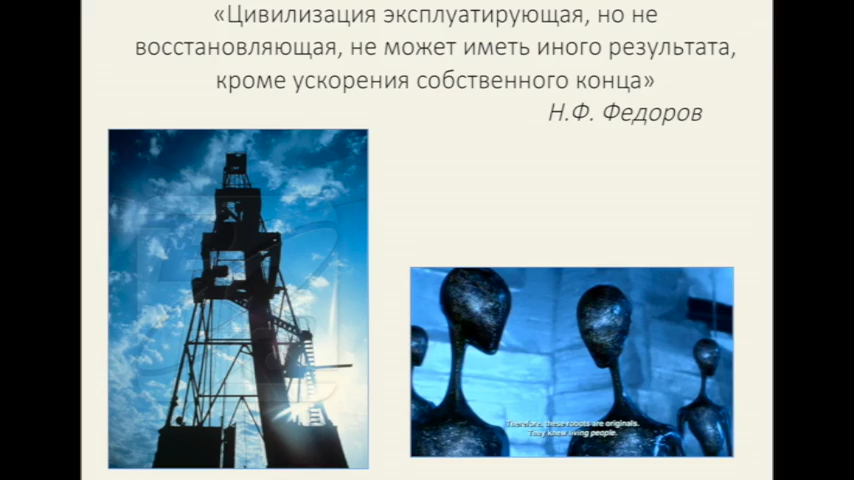 «Цивилизация эксплуатирующая, но не
восстановляющая, не может иметь иного результата,
кроме ускорения собственного конца»
Н.Ф. Федоров
Therefore, these robots are originals.
They knew living people.